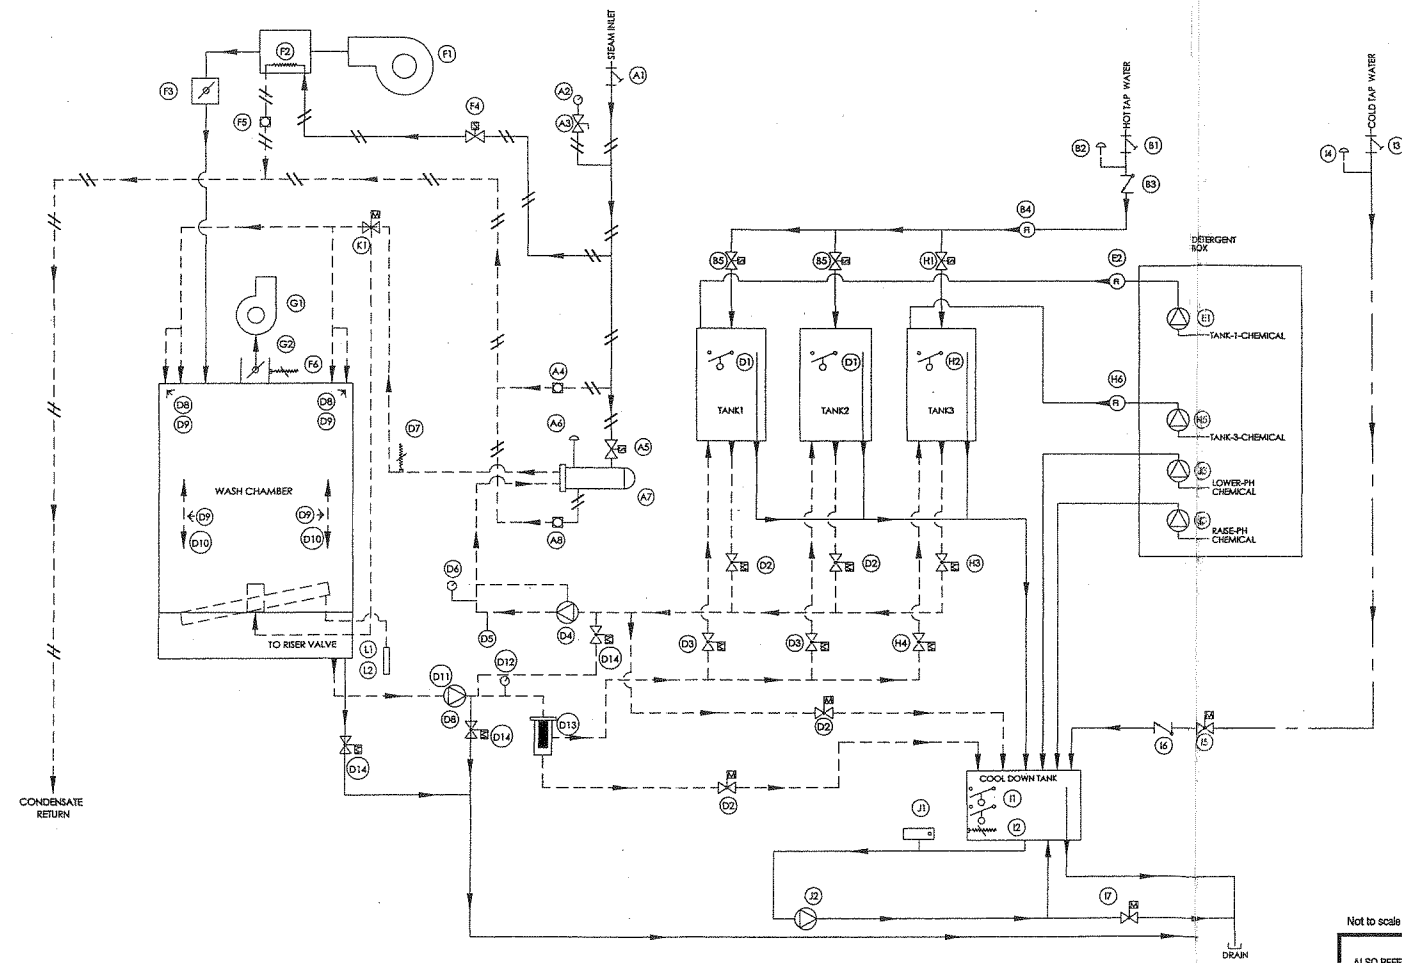 STEAM INLET
HOT TAP WATER
COLD TAP WATER
F1
F2
F3
F4
F5
A1
A2
A3
B1
B2
B3
B4
FI
I3
I4
K1
B5
B5
H1
E2
FI
DETERGENT
BOX
E1
TANK-1-CHEMICAL
G1
G2
F6
D1
D1
H2
TANK1
TANK2
TANK3
H6
FI
H5
TANK-3-CHEMICAL
LOWER-PH
CHEMICAL
RAISE-PH
CHEMICAL
D8
D9
D8
D9
D7
A4
A5
A6
A7
A8
WASH CHAMBER
D9
D10
D9
D10
D6
D5
D4
D14
D2
D2
H3
D3
D3
H4
TO RISER VALVE
L1
L2
D11
D12
D8
D14
D13
D14
D2
D2
I6
I5
COOL DOWN TANK
I1
I2
J1
J2
I7
CONDENSATE
RETURN
DRAIN
Not to scale